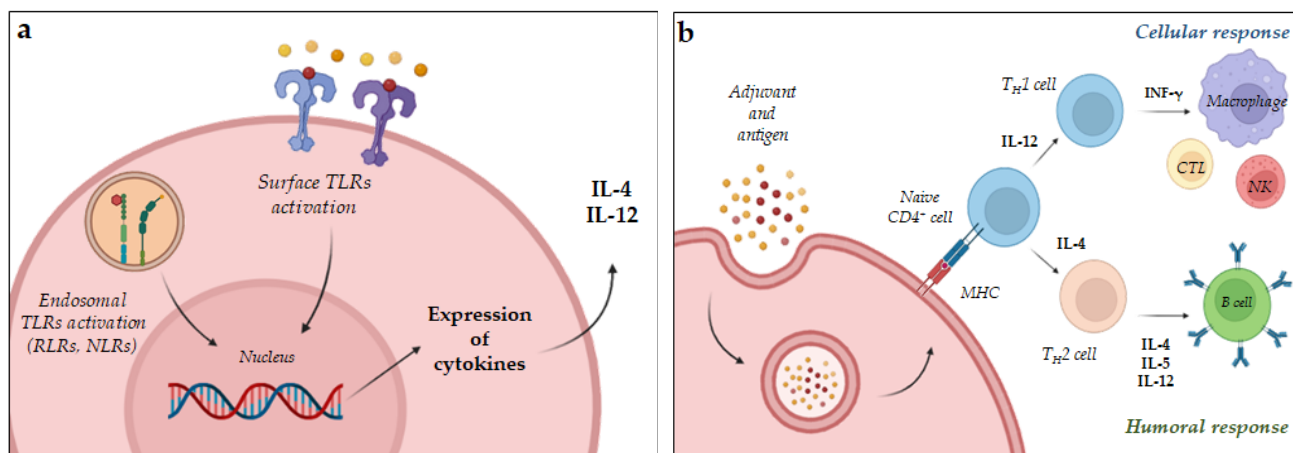 a
Surface TLRs
activation
IL-4
IL-12
Endosomal
TLRs activation
(RLRs, NLRs)
Nucleus
Expression
of
cytokines
b
Cellular response
Adjuvant
and
antigen
TH1 cell
INF-γ
Macrophage
IL-12
CTL
NK
Naive
CD4+ cell
IL-4
MHC
B cell
TH2 cell
IL-4
IL-5
IL-12
Humoral response